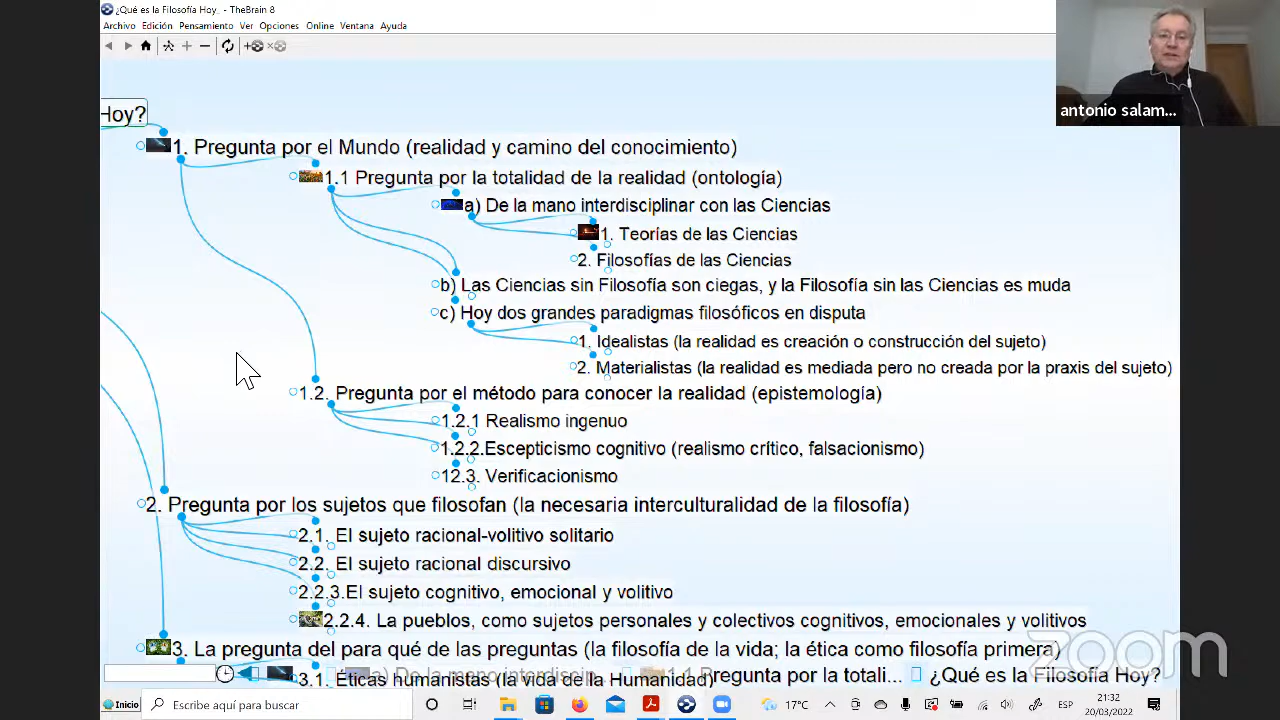 ¿Qué es la Filosofía Hoy_ - TheBrain 8
Archivo Edición Pensamiento Ver Opciones Online Ventana Ayuda
antonio salam...
Hoy?
1. Pregunta por el Mundo (realidad y camino del conocimiento)
1.1 Pregunta por la totalidad de la realidad (ontología)
a) De la mano interdisciplinar con las Ciencias
1. Teorías de las Ciencias
2. Filosofías de las Ciencias
b) Las Ciencias sin Filosofía son ciegas, y la Filosofía sin las Ciencias es muda
c) Hoy dos grandes paradigmas filosóficos en disputa
1. Idealistas (la realidad es creación o construcción del sujeto)
2. Materialistas (la realidad es mediada pero no creada por la praxis del sujeto)
1.2. Pregunta por el método para conocer la realidad (epistemología)
1.2.1 Realismo ingenuo
1.2.2.Escepticismo cognitivo (realismo crítico, falsacionismo)
12.3. Verificacionismo
2. Pregunta por los sujetos que filosofan (la necesaria interculturalidad de la filosofía)
2.1. El sujeto racional-volitivo solitario
2.2. El sujeto racional discursivo
2.2.3.El sujeto cognitivo, emocional y volitivo
2.2.4. La pueblos, como sujetos personales y colectivos cognitivos, emocionales y volitivos
3. La pregunta del para qué de las preguntas (la filosofía de la vida; la ética como filosofía primera)
zoom
a) De la mano interdiscip
3.1. Éticas humanistas (la vida de la Humanidad)
regunta por la totali...
¿Qué es la Filosofía Hoy?
Inicio
Escribe aquí para buscar
17°C
ESP
21:32
20/03/2022